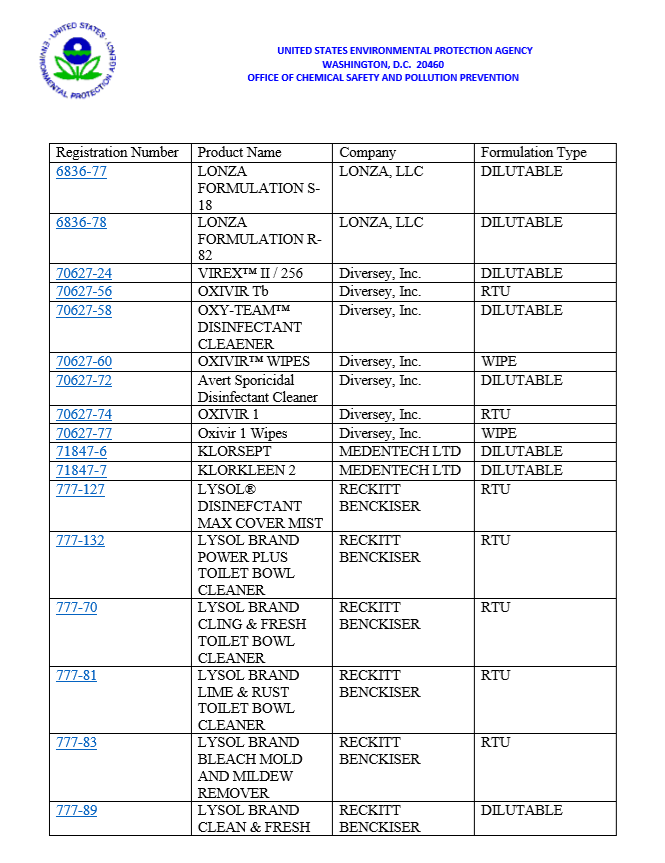 UNITED STATES
ENVIRONMENTAL PROTECTION AGENCY
UNITED STATES ENVIRONMENTAL PROTECTION AGENCY
WASHINGTON, D.C. 20460
OFFICE OF CHEMICAL SAFETY AND POLLUTION PREVENTION
Registration Number Product Name Company Formulation Type
6836-77 LONZA LONZA, LLC DILUTABLE
FORMULATION S-
18
6836-78 LONZA LONZA, LLC DILUTABLE
FORMULATION R-
82
70627-24 VIREX™ II / 256 Diversey, Inc. DILUTABLE
70627-56 OXIVIR Tb Diversey, Inc. RTU
70627-58 OXY-TEAM™ Diversey, Inc. DILUTABLE
DISINFECTANT
CLEAENER
70627-60 OXIVIR™ WIPES Diversey, Inc. WIPE
70627-72 Avert Sporicidal Diversey, Inc. DILUTABLE
Disinfectant Cleaner
70627-74 OXIVIR 1 Diversey, Inc. RTU
70627-77 Oxivir 1 Wipes Diversey, Inc. WIPE
71847-6 KLORSEPT MEDENTECH LTD DILUTABLE
71847-7 KLORKLEEN 2 MEDENTECH LTD DILUTABLE
777-127 LYSOL® RECKITT RTU
DISINEFCTANT BENCKISER
MAX COVER MIST
777-132 LYSOL BRAND RECKITT RTU
POWER PLUS BENCKISER
TOILET BOWL
CLEANER
777-70 LYSOL BRAND RECKITT RTU
CLING & FRESH BENCKISER
TOILET BOWL
CLEANER
777-81 LYSOL BRAND RECKITT RTU
LIME & RUST BENCKISER
TOILET BOWL
CLEANER
777-83 LYSOL BRAND RECKITT RTU
BLEACH MOLD BENCKISER
AND MILDEW
REMOVER
777-89 LYSOL BRAND RECKITT DILUTABLE
CLEAN & FRESH BENCKISER